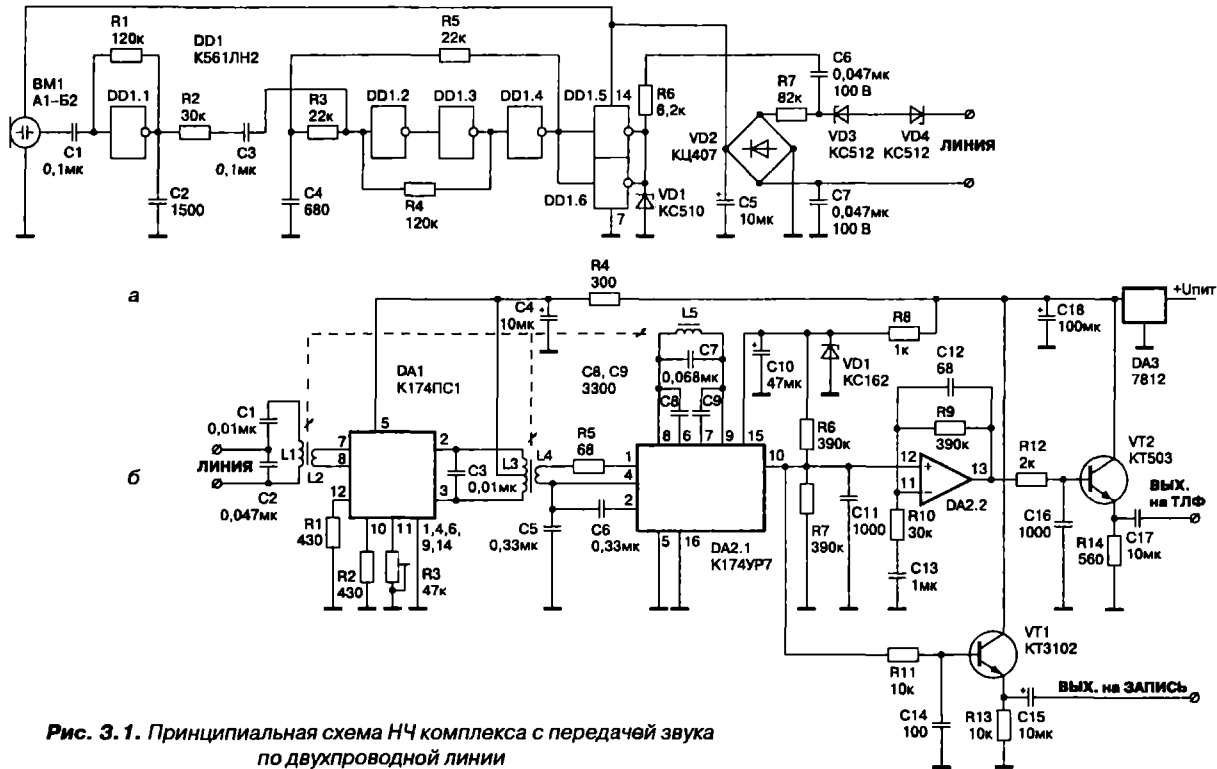 R1
120к
DD1
К561ЛН2
R5
22к
ВМ1
А1-Б2
DD1.1
R2
30к
R3
22к
DD1.2
DD1.3
DD1.4
DD1.5
14
R6
8,2к
C6
0,047мк
100 В
R7
82к
VD2
КЦ407
VD3
КС512
VD4
КС512
ЛИНИЯ
C1
0,1мк
C3
0,1мк
C2
1500
C4
680
R4
120к
DD1.6
7
VD1
КС510
C5
10мк
C7
0,047мк
100 В
а
R4
300
+Uпит
C4
10мк
L5
R8
1к
C18
100мк
DA3
7812
DA1
К174ПС1
C8, C9
3300
C7
0,068мк
C10
47мк
VD1
КС162
C12
68
C1
0,01мк
5
C8
C9
R6
390к
R9
390к
VT2
КТ503
8
6
7
9
15
R5
68
R12
2к
ЛИНИЯ
L1
L2
7
8
2
C3
0,01мк
L3
L4
1
10
12
+
13
ВЫХ.
на ТЛФ
б
4
11
−
DA2.2
C2
0,047мк
12
3
2
R7
390к
C11
1000
R10
30к
C16
1000
C17
10мк
R1
430
10
11
1,4,6,
9,14
C5
0,33мк
C6
0,33мк
5
16
DA2.1
К174УР7
C13
1мк
R14
560
R2
430
R3
47к
VT1
КТ3102
R11
10к
ВЫХ. на ЗАПИСЬ
C14
100
R13
10к
C15
10мк
Рис. 3.1. Принципиальная схема НЧ комплекса с передачей звука
по двухпроводной линии